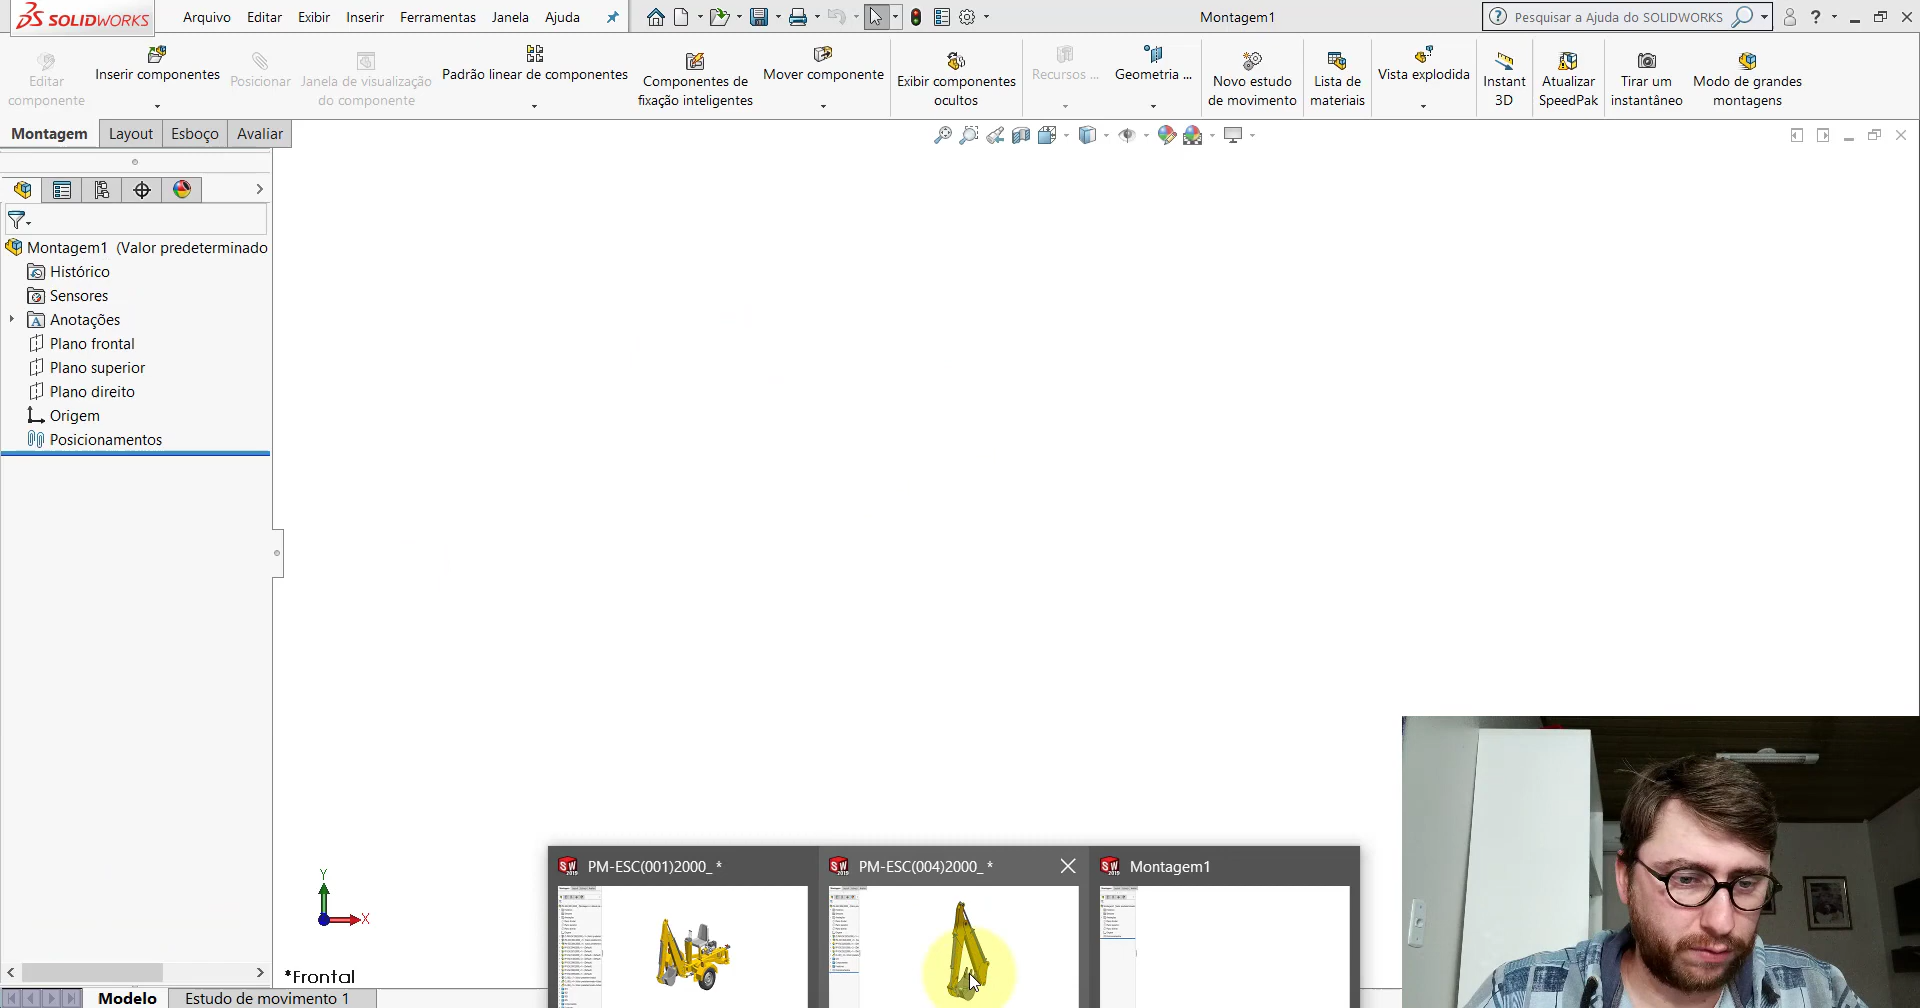 SOLIDWORKS Arquivo Editar Exibir Inserir Ferramentas Janela Ajuda Montagem1 Pesquisar a Ajuda do SOLIDWORKS
Editar componente
Inserir componentes
Posicionar
Janela de visualização do componente
Padrão linear de componentes
Componentes de fixação inteligentes
Mover componente
Exibir componentes ocultos
Recursos ...
Geometria ...
Novo estudo de movimento
Lista de materiais
Vista explodida
Instant 3D
Atualizar SpeedPak
Tirar um instantâneo
Modo de grandes montagens
Montagem Layout Esboço Avaliar
Montagem1 (Valor predeterminado
Histórico
Sensores
Anotações
Plano frontal
Plano superior
Plano direito
Origem
Posicionamentos
Y
X
*Frontal
PM-ESC(001)2000_ *
PM-ESC(004)2000_ *
Montagem1
Modelo Estudo de movimento 1